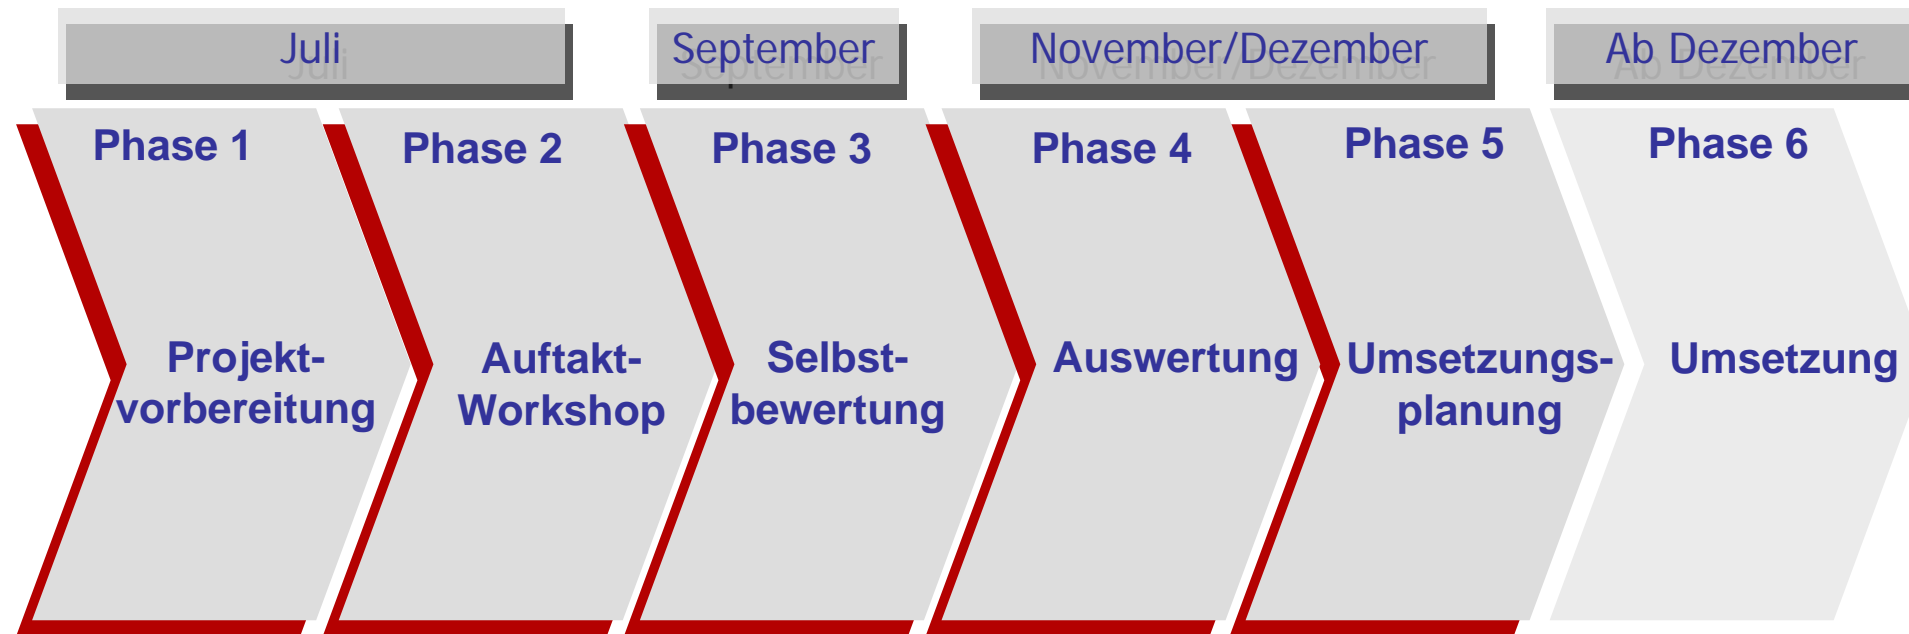 Juli
September
November/Dezember
Ab Dezember
Phase 1
Phase 2
Phase 3
Phase 4
Phase 5
Phase 6
Projekt-
vorbereitung
Auftakt-
Workshop
Selbst-
bewertung
Auswertung
Umsetzungs-
planung
Umsetzung